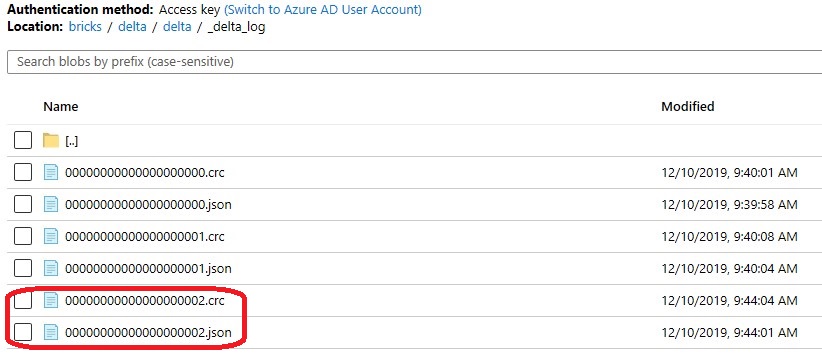 Authentication method: Access key (Switch to Azure AD User Account)
Location: bricks / delta / delta / _delta_log
Search blobs by prefix (case-sensitive)
Name Modified
[..]
00000000000000000000.crc 12/10/2019, 9:40:01 AM
00000000000000000000.json 12/10/2019, 9:39:58 AM
00000000000000000001.crc 12/10/2019, 9:40:08 AM
00000000000000000001.json 12/10/2019, 9:40:04 AM
00000000000000000002.crc 12/10/2019, 9:44:04 AM
00000000000000000002.json 12/10/2019, 9:44:01 AM